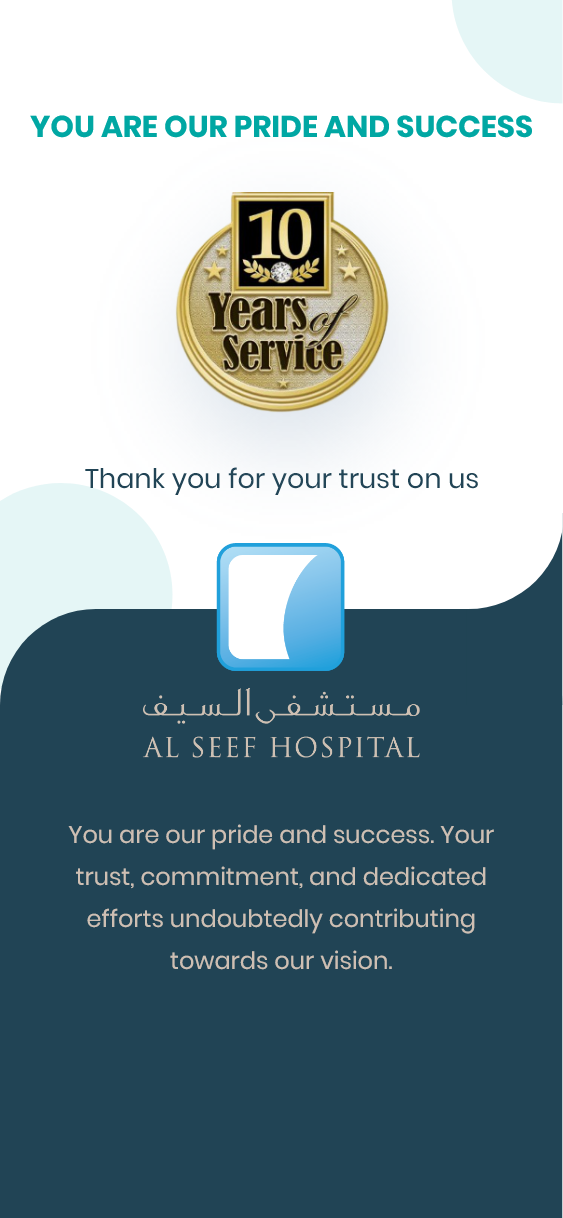 YOU ARE OUR PRIDE AND SUCCESS
10
Years of
Service
Thank you for your trust on us
مستشفى السيف
AL SEEF HOSPITAL
You are our pride and success. Your
trust, commitment, and dedicated
efforts undoubtedly contributing
towards our vision.